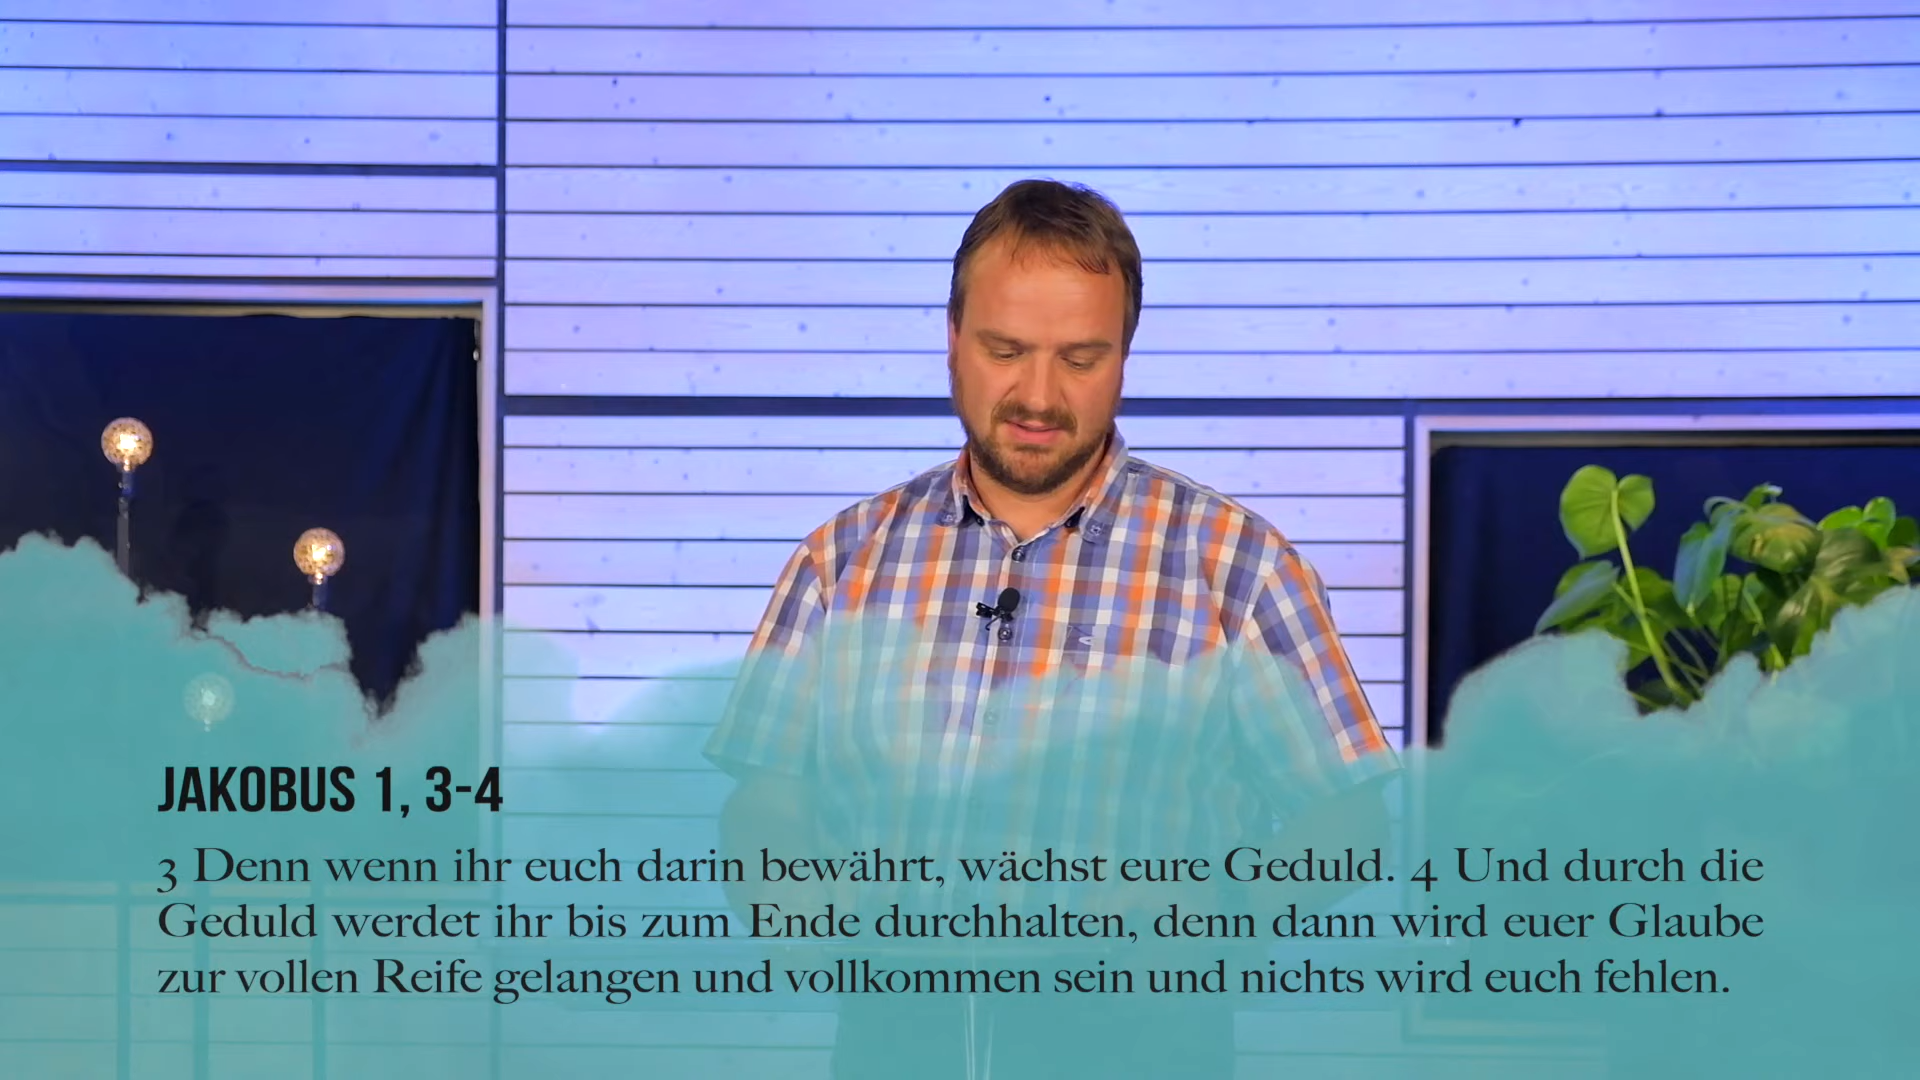 JAKOBUS 1, 3-4
3 Denn wenn ihr euch darin bewährt, wächst eure Geduld. 4 Und durch die
Geduld werdet ihr bis zum Ende durchhalten, denn dann wird euer Glaube
zur vollen Reife gelangen und vollkommen sein und nichts wird euch fehlen.